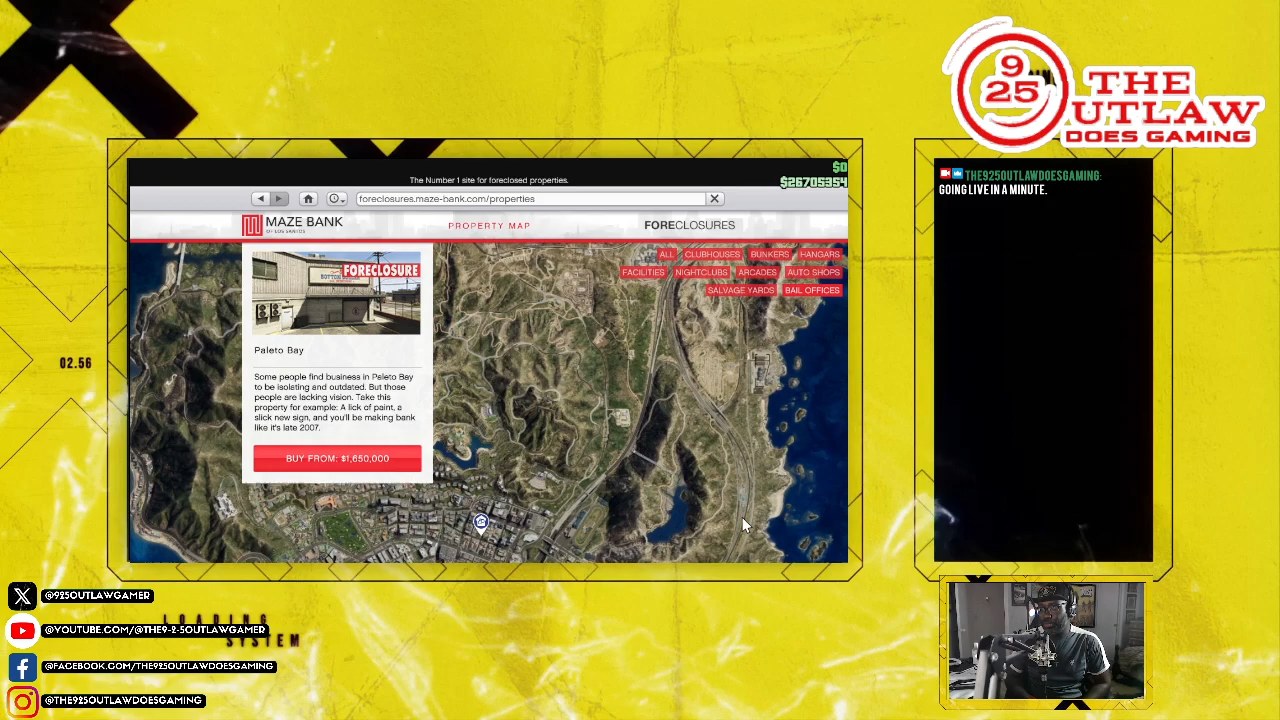 9
25
THE
OUTLAW
DOES GAMING
$0
$26705354
The Number 1 site for foreclosed properties.
foreclosures.maze-bank.com/properties
MAZE BANK
OF LOS SANTOS
PROPERTY MAP
FORECLOSURES
ALL CLUBHOUSES BUNKERS HANGARS
FACILITIES NIGHTCLUBS ARCADES AUTO SHOPS
SALVAGE YARDS BAIL OFFICES
FORECLOSURE
Paleto Bay
Some people find business in Paleto Bay
to be isolating and outdated. But those
people are lacking vision. Take this
property for example: A lick of paint, a
slick new sign, and you'll be making bank
like it's late 2007.
BUY FROM: $1,650,000
THE925OUTLAWDOESGAMING:
GOING LIVE IN A MINUTE.
02.56
@925OUTLAWGAMER
LOADING
SYSTEM
@YOUTUBE.COM/@THE9-2-5OUTLAWGAMER
@FACEBOOK.COM/THE925OUTLAWDOESGAMING
@THE925OUTLAWDOESGAMING